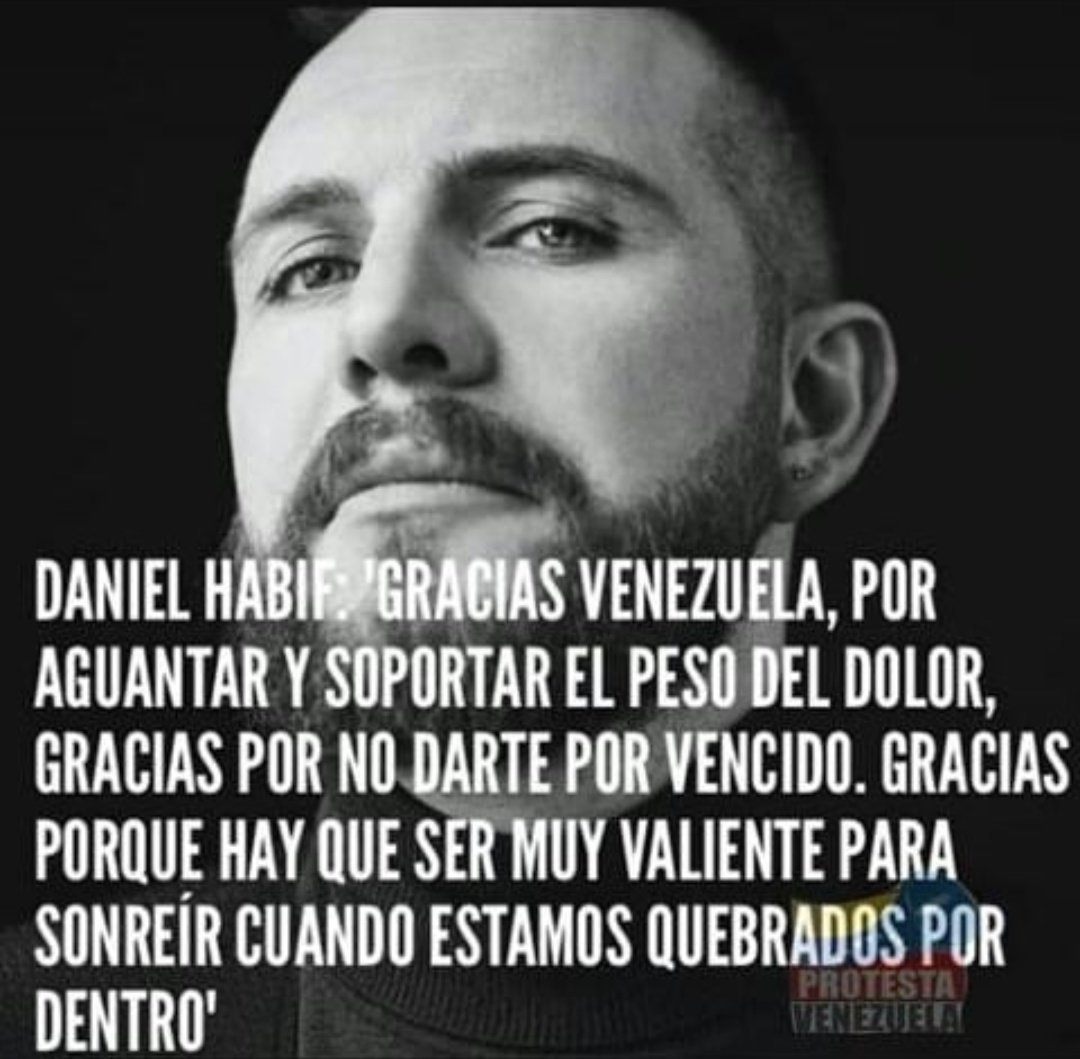 DANIEL HABIF: 'GRACIAS VENEZUELA, POR
AGUANTAR Y SOPORTAR EL PESO DEL DOLOR,
GRACIAS POR NO DARTE POR VENCIDO. GRACIAS
PORQUE HAY QUE SER MUY VALIENTE PARA
SONREÍR CUANDO ESTAMOS QUEBRADOS POR
DENTRO'
PROTESTA
VENEZUELA